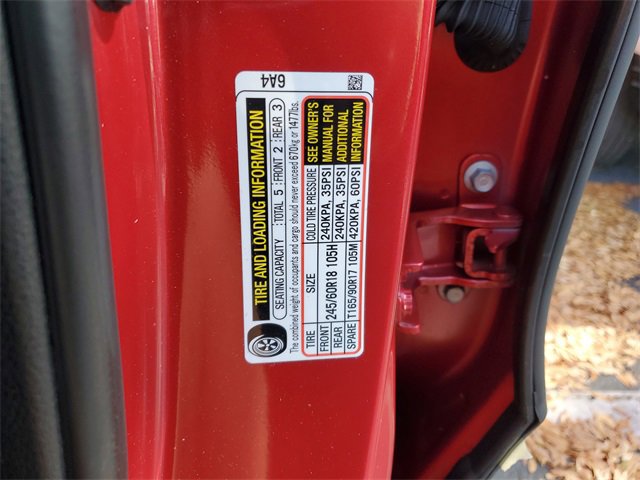 6A4
TIRE AND LOADING INFORMATION
SEATING CAPACITY : TOTAL 5 : FRONT 2 : REAR 3
The combined weight of occupants and cargo should never exceed 670kg or 1477lbs.
TIRE SIZE COLD TIRE PRESSURE SEE OWNER'S
FRONT 245/60R18 105H 240KPA, 35PSI MANUAL FOR
REAR 240KPA, 35PSI ADDITIONAL
SPARE T165/90R17 105M 420KPA, 60PSI INFORMATION